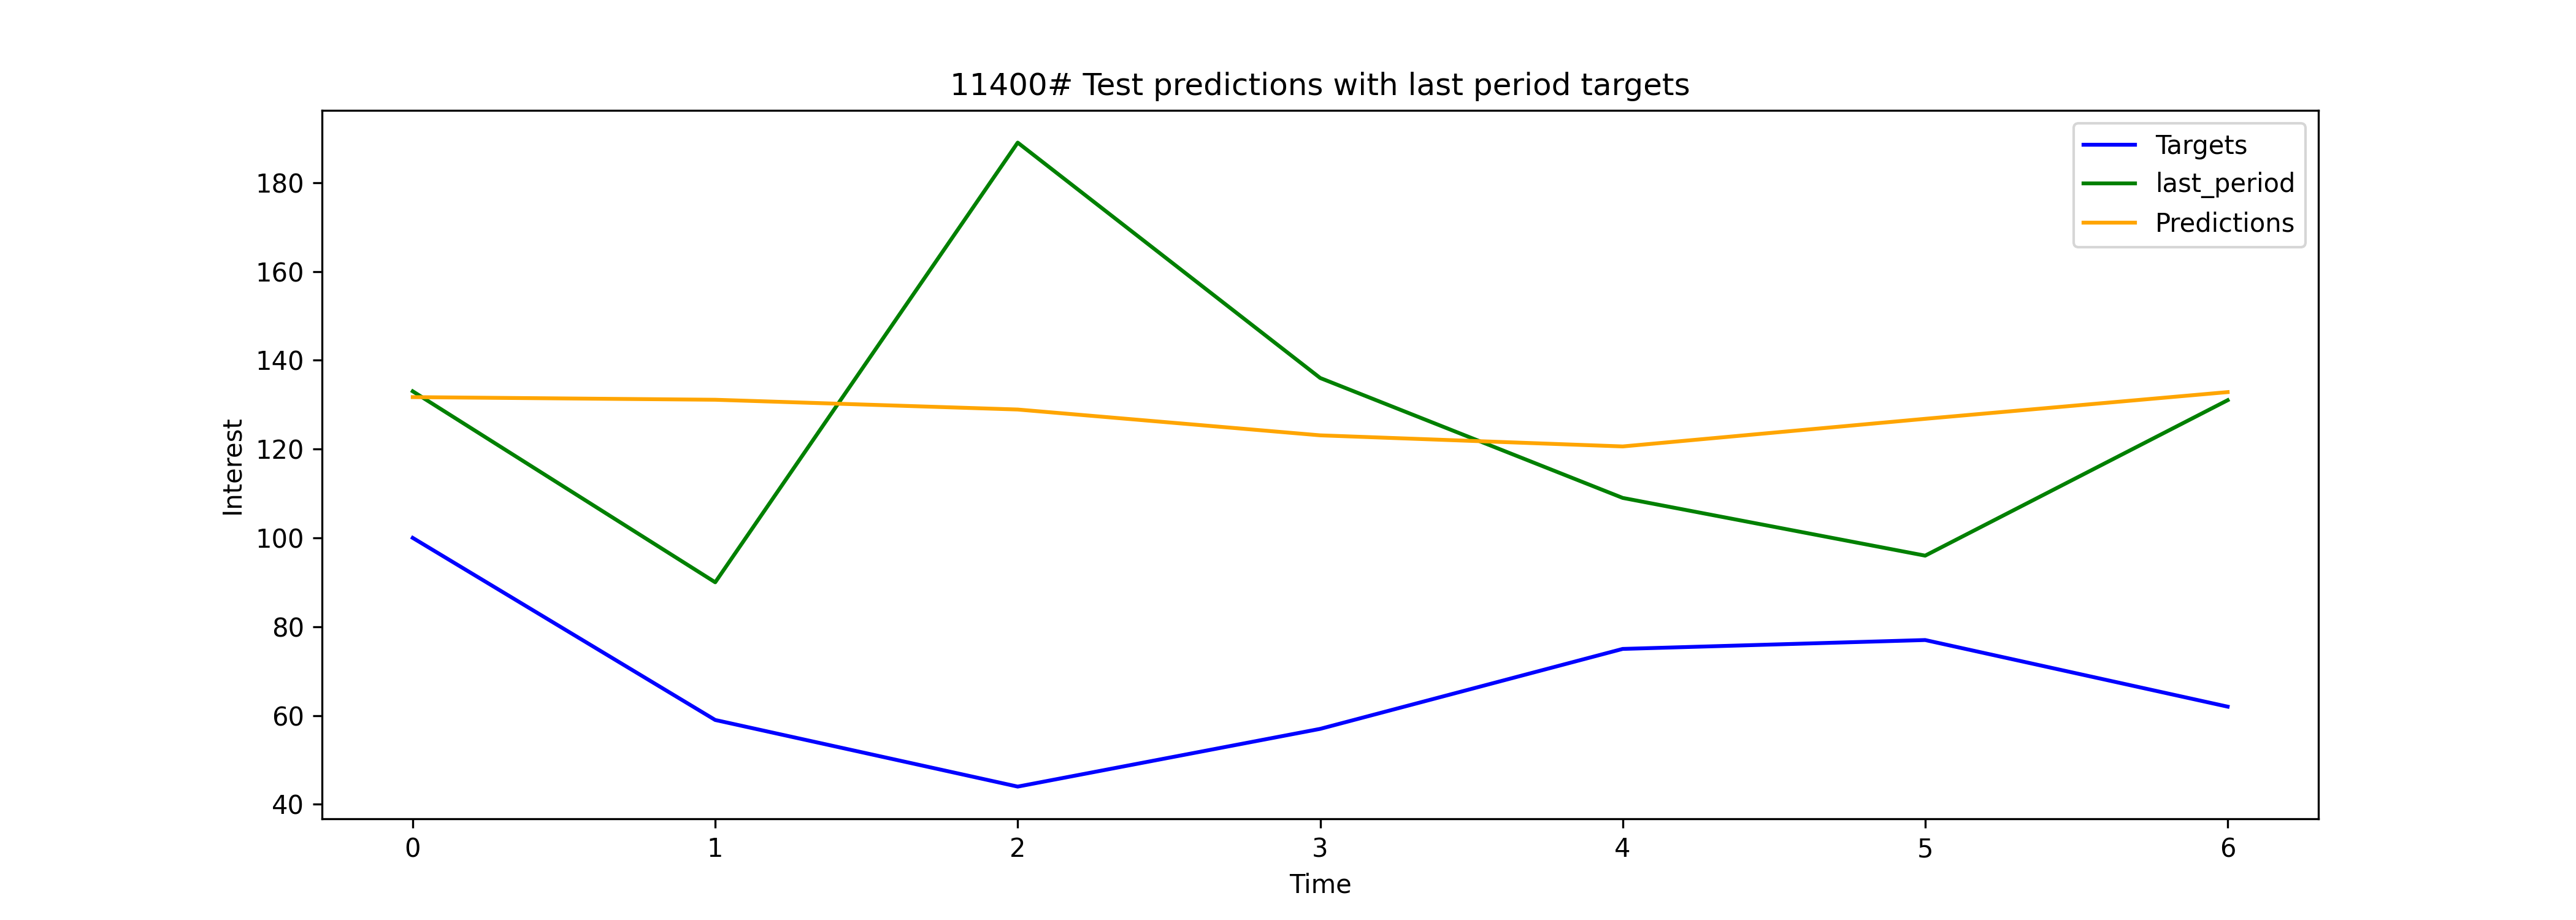 11400# Test predictions with last period targets
Targets
last_period
Predictions
180
160
140
120
100
80
60
40
Interest
0 1 2 3 4 5 6
Time